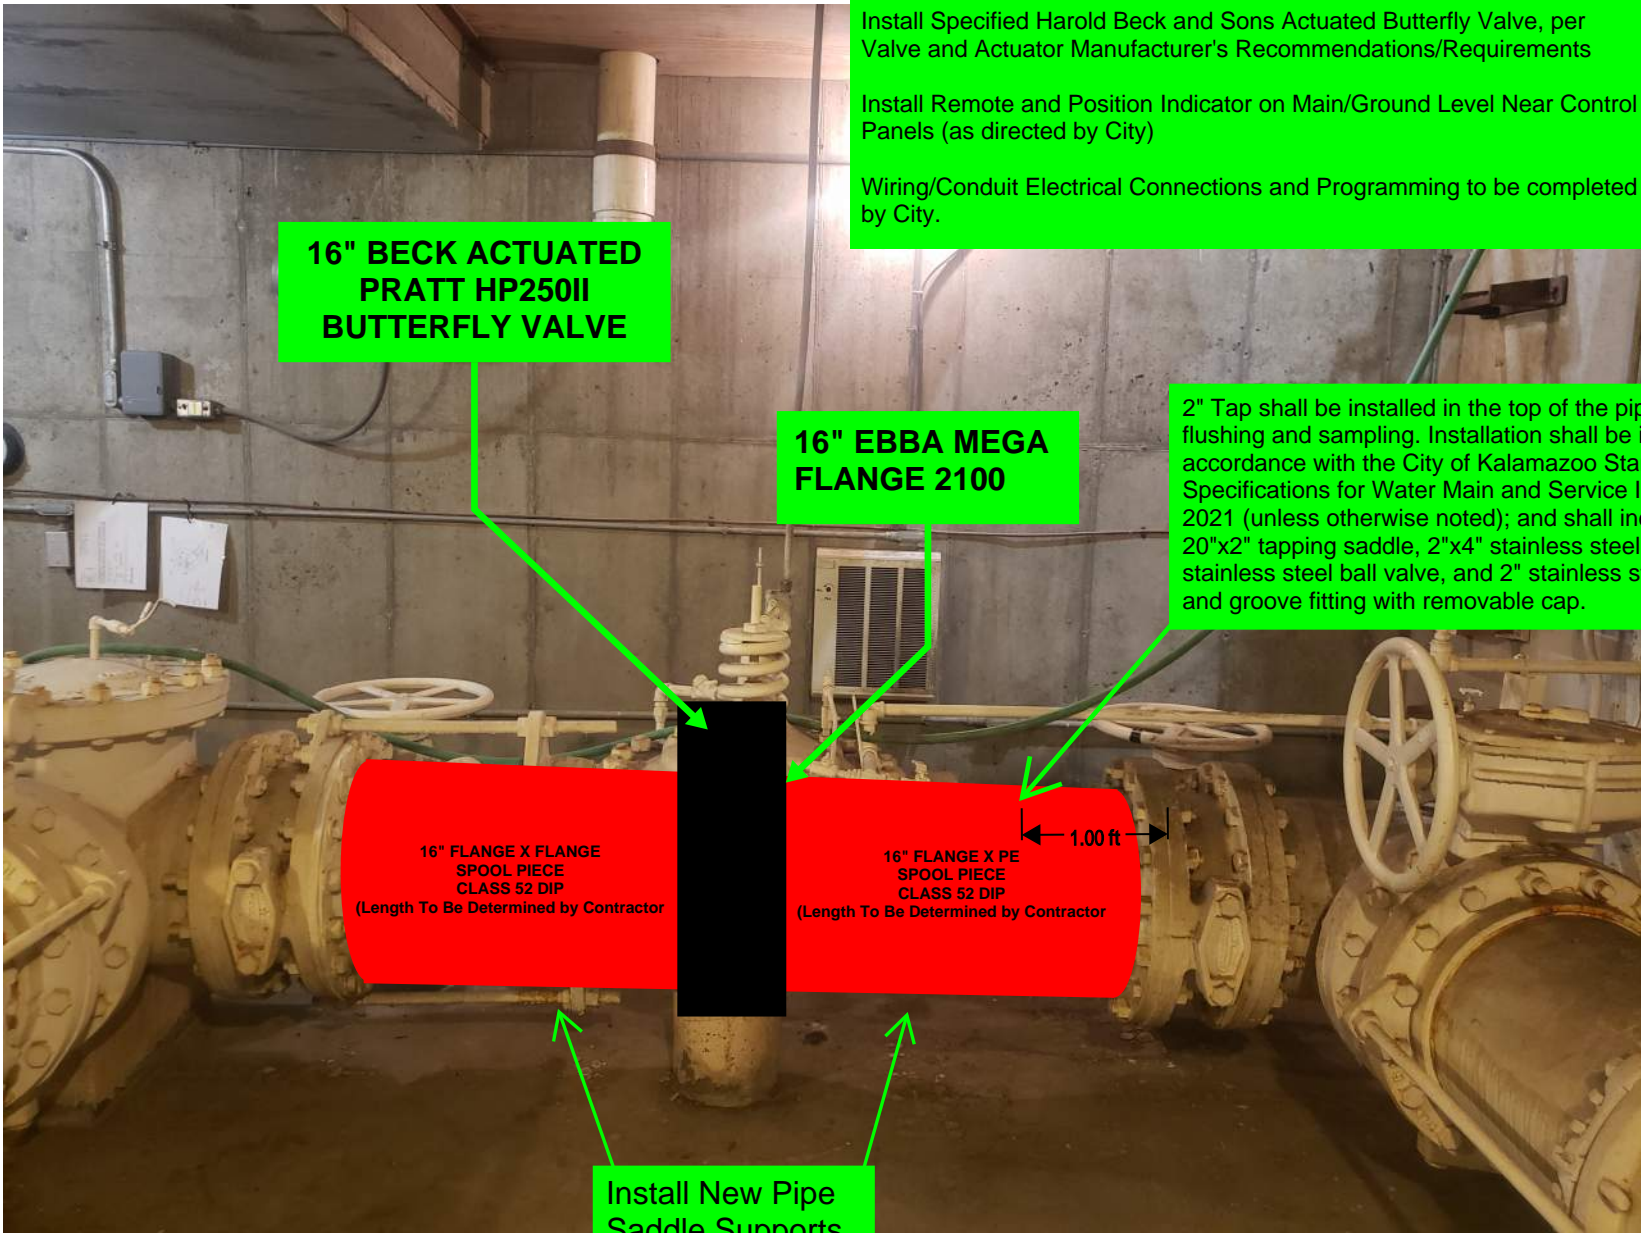 Install Specified Harold Beck and Sons Actuated Butterfly Valve, per
Valve and Actuator Manufacturer's Recommendations/Requirements
Install Remote and Position Indicator on Main/Ground Level Near Control
Panels (as directed by City)
Wiring/Conduit Electrical Connections and Programming to be completed
by City.
16" BECK ACTUATED
PRATT HP250II
BUTTERFLY VALVE
16" EBBA MEGA
FLANGE 2100
2" Tap shall be installed in the top of the
flushing and sampling. Installation shall be
accordance with the City of Kalamazoo
Specifications for Water Main and Service
2021 (unless otherwise noted); and shall
20"x2" tapping saddle, 2"x4" stainless steel
stainless steel ball valve, and 2" stainless
and groove fitting with removable cap.
16" FLANGE X FLANGE
SPOOL PIECE
CLASS 52 DIP
(Length To Be Determined by Contractor
16" FLANGE X PE
SPOOL PIECE
CLASS 52 DIP
(Length To Be Determined by Contractor
1.00 ft
Install New Pipe
Saddle Supports